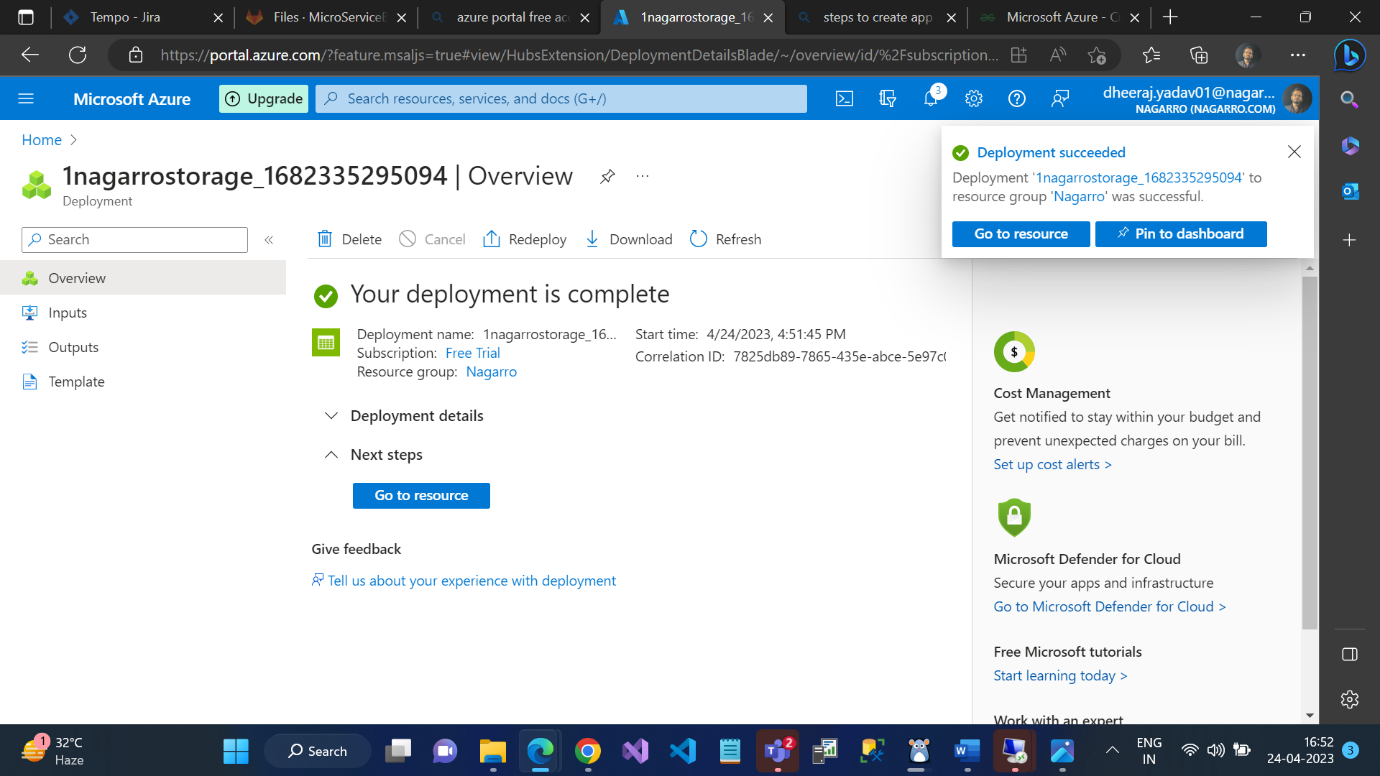 Tempo - Jira
Files · MicroServiceB
azure portal free acc
1nagarrostorage_16
steps to create app
Microsoft Azure - C
https://portal.azure.com/?feature.msaljs=true#view/HubsExtension/DeploymentDetailsBlade/~/overview/id/%2Fsubscription...
Microsoft Azure
Upgrade
Search resources, services, and docs (G+/)
3
dheeraj.yadav01@nagar...
NAGARRO (NAGARRO.COM)
Home >
1nagarrostorage_1682335295094 | Overview
Deployment
Deployment succeeded
Deployment '1nagarrostorage_1682335295094' to
resource group 'Nagarro' was successful.
Go to resource
Pin to dashboard
Search
Delete
Cancel
Redeploy
Download
Refresh
Overview
Inputs
Outputs
Template
Your deployment is complete
Deployment name: 1nagarrostorage_16...
Subscription: Free Trial
Resource group: Nagarro
Start time: 4/24/2023, 4:51:45 PM
Correlation ID: 7825db89-7865-435e-abce-5e97c0
Deployment details
Next steps
Go to resource
Give feedback
Tell us about your experience with deployment
Cost Management
Get notified to stay within your budget and
prevent unexpected charges on your bill.
Set up cost alerts >
Microsoft Defender for Cloud
Secure your apps and infrastructure
Go to Microsoft Defender for Cloud >
Free Microsoft tutorials
Start learning today >
Work with an expert
1
32°C
Haze
Search
2
ENG
IN
16:52
24-04-2023
3